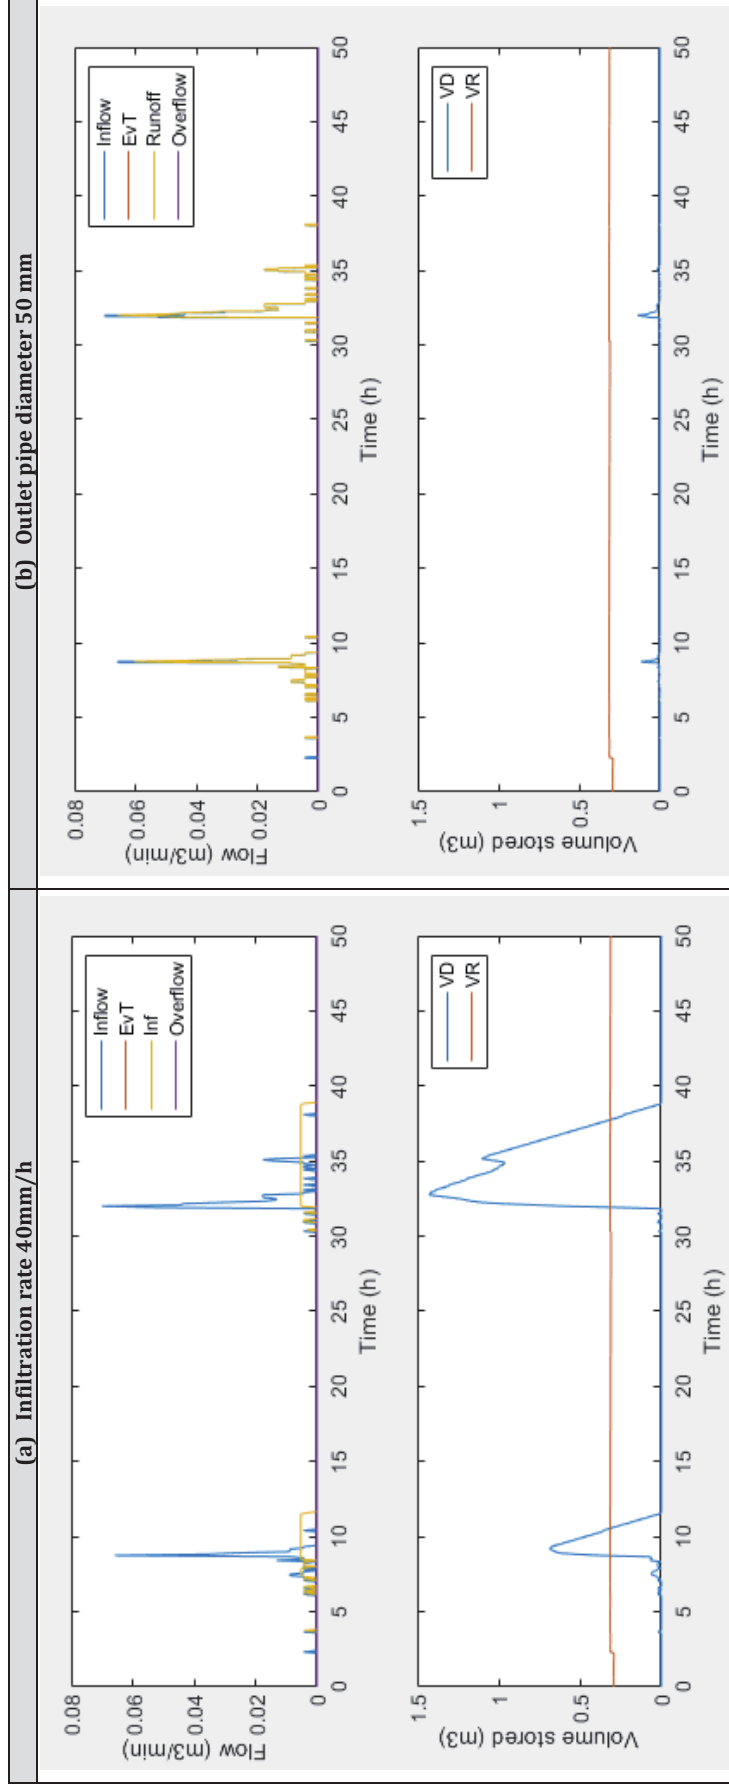 (a) Infiltration rate 40mm/h
0.08
0.06
0.04
0.02
0
Flow (m3/min)
Inflow
EvT
Inf
Overflow
0 5 10 15 20 25 30 35 40 45 50
Time (h)
1.5
1
0.5
0
Volume stored (m3)
VD
VR
0 5 10 15 20 25 30 35 40 45 50
Time (h)
(b) Outlet pipe diameter 50 mm
0.08
0.06
0.04
0.02
0
Flow (m3/min)
Inflow
EvT
Runoff
Overflow
0 5 10 15 20 25 30 35 40 45 50
Time (h)
1.5
1
0.5
0
Volume stored (m3)
VD
VR
0 5 10 15 20 25 30 35 40 45 50
Time (h)